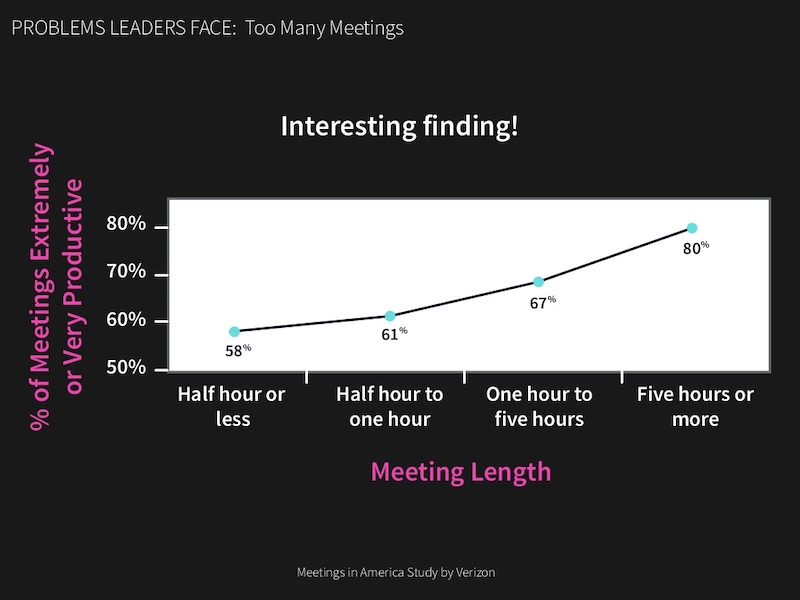 PROBLEMS LEADERS FACE: Too Many Meetings
Interesting finding!
% of Meetings Extremely
or Very Productive
80%
70%
60%
50%
58%
61%
67%
80%
Half hour or
less
Half hour to
one hour
One hour to
five hours
Five hours or
more
Meeting Length
Meetings in America Study by Verizon